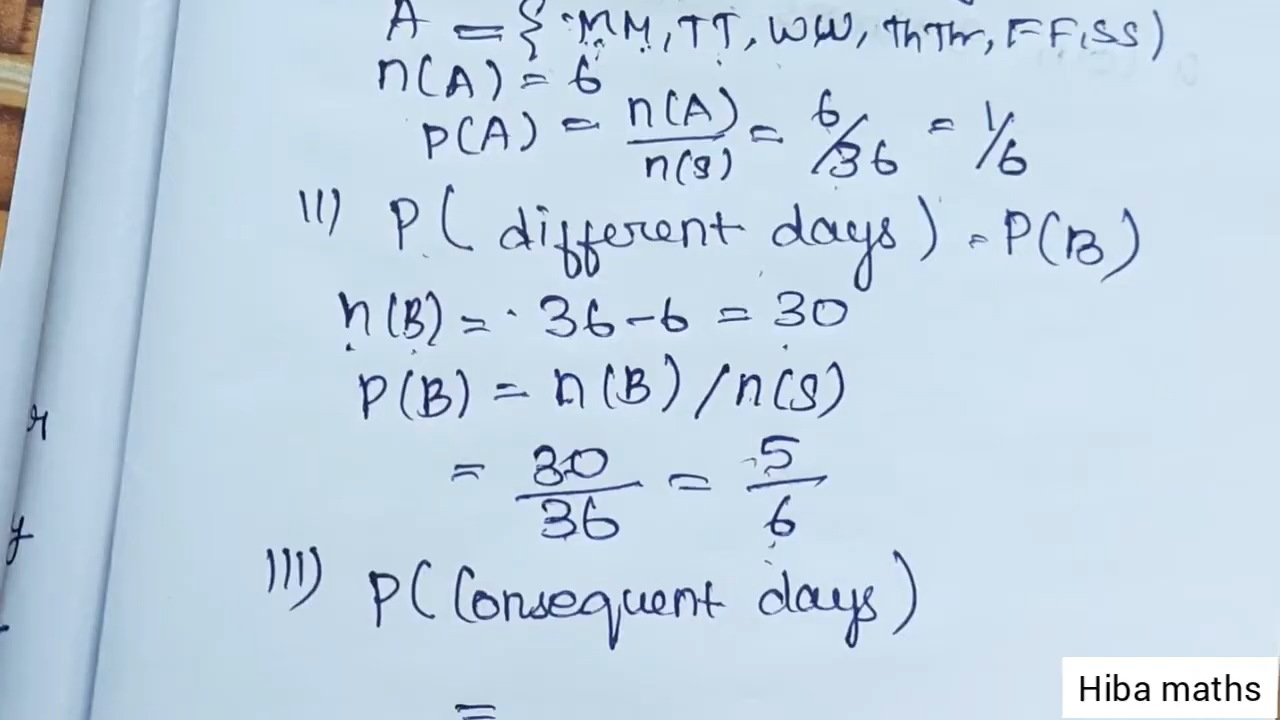 A = { MM, TT, WW, ThTh, FF, SS)
n(A) = 6
P(A) = n(A)/n(S) = 6/36 = 1/6
II) P( different days) = P(B)
n(B) = 36-6 = 30
P(B) = n(B)/n(S)
= 30/36 = 5/6
III) P(Consequent days)
=
Hiba maths